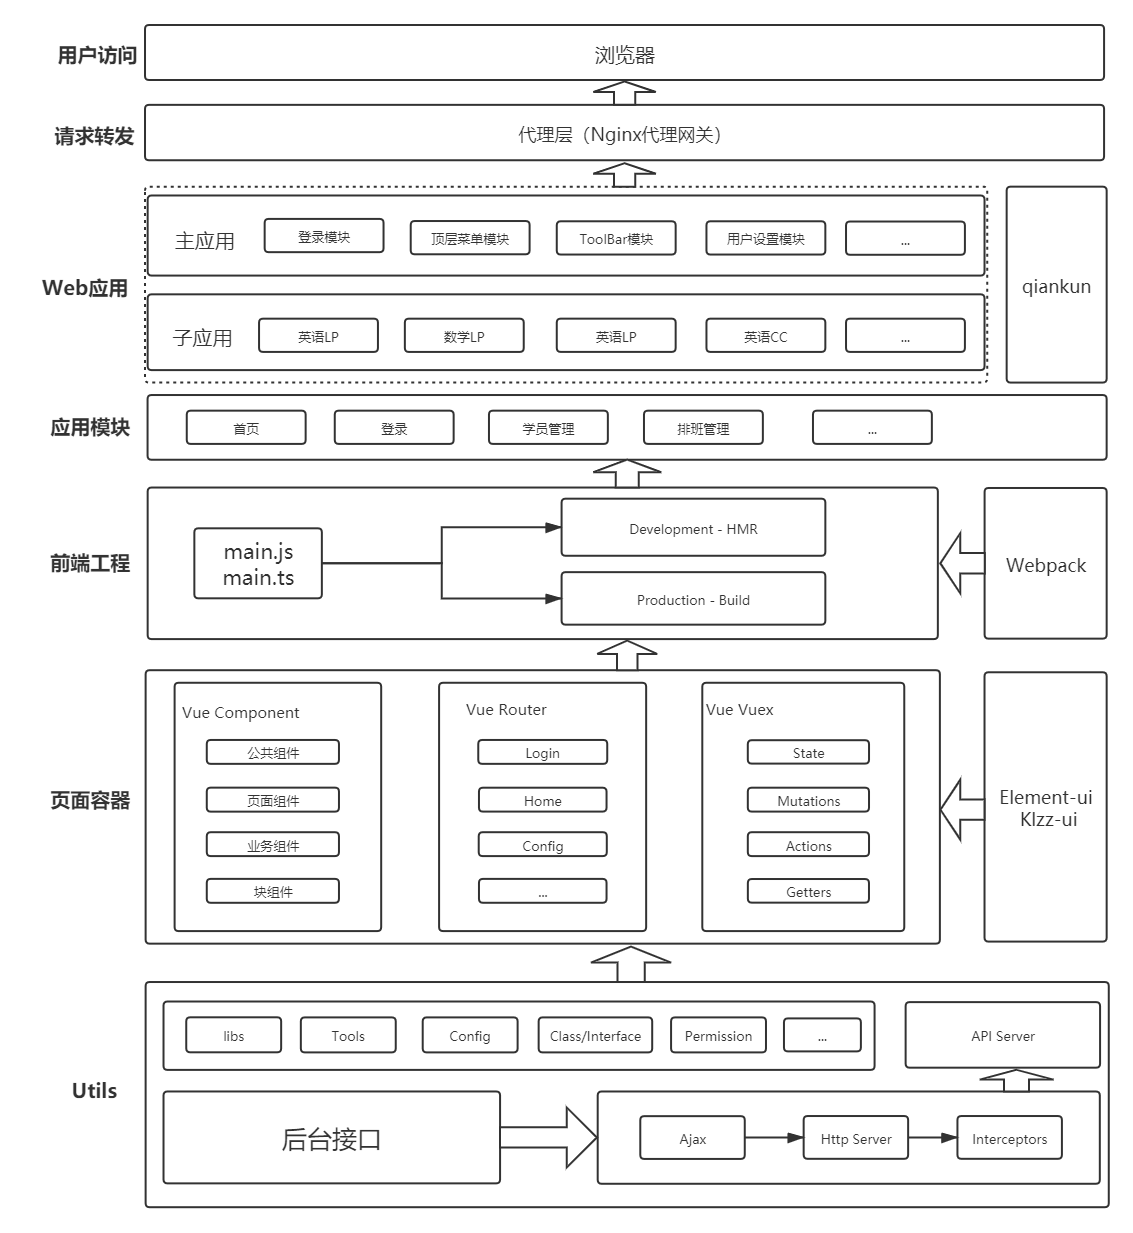 用户访问
浏览器
请求转发
代理层（Nginx代理网关）
Web应用
主应用
登录模块
顶层菜单模块
ToolBar模块
用户设置模块
...
子应用
英语LP
数学LP
英语LP
英语CC
...
qiankun
应用模块
首页
登录
学员管理
排班管理
...
前端工程
main.js
main.ts
Development - HMR
Production - Build
Webpack
页面容器
Vue Component
公共组件
页面组件
业务组件
块组件
Vue Router
Login
Home
Config
...
Vue Vuex
State
Mutations
Actions
Getters
Element-ui
Klzz-ui
Utils
libs
Tools
Config
Class/Interface
Permission
...
API Server
后台接口
Ajax
Http Server
Interceptors